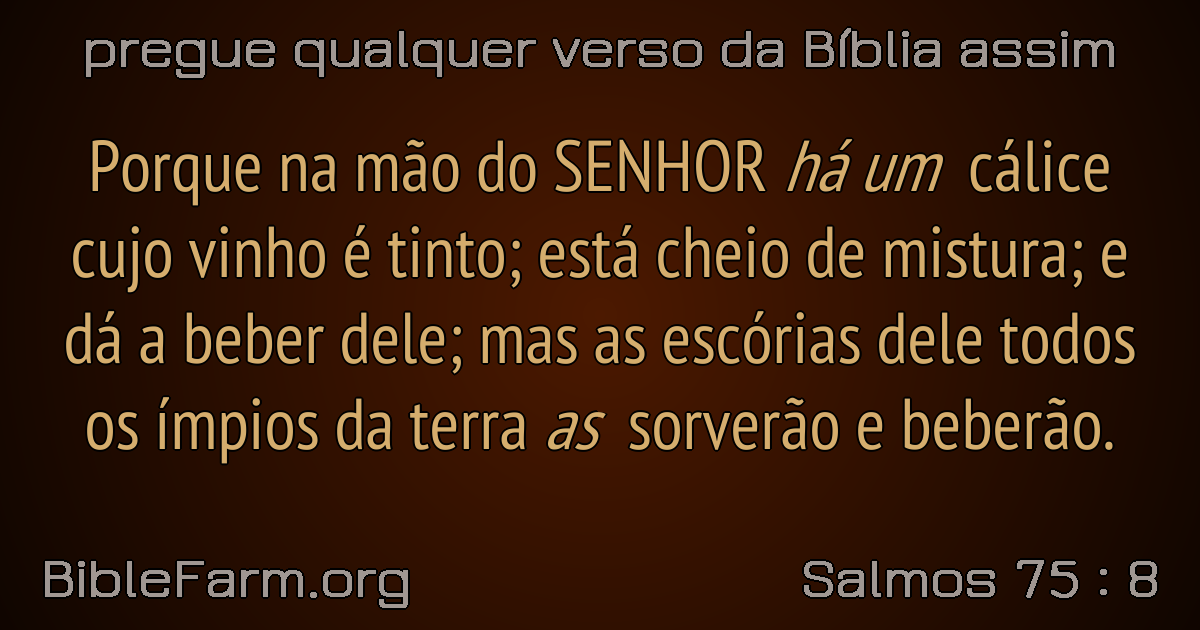 pregue qualquer verso da Bíblia assim
Porque na mão do SENHOR há um cálice
cujo vinho é tinto; está cheio de mistura; e
dá a beber dele; mas as escórias dele todos
os ímpios da terra as sorverão e beberão.
BibleFarm.org
Salmos 75 : 8